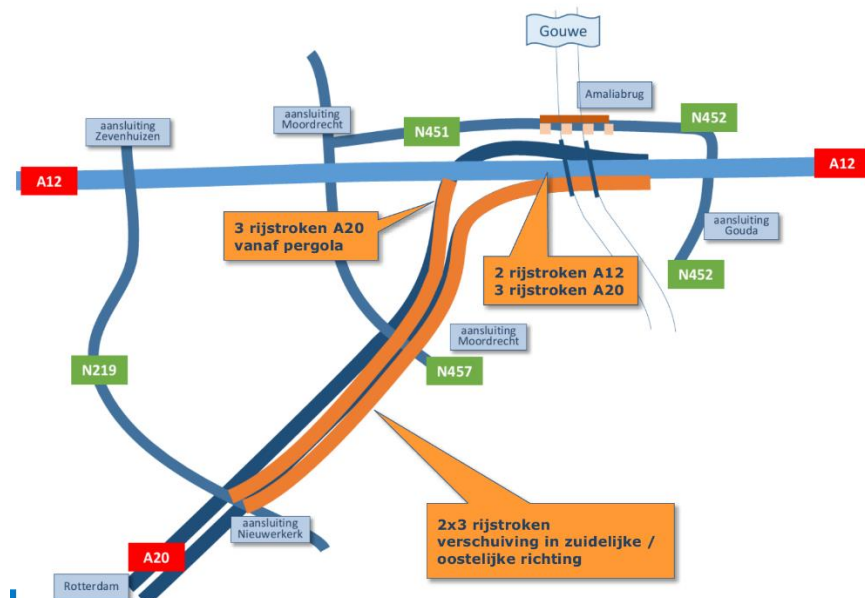 Gouwe
Amaliabrug
aansluiting
Moordrecht
N451
N452
aansluiting
Zevenhuizen
A12
A12
3 rijstroken A20
vanaf pergola
aansluiting
Gouda
2 rijstroken A12
3 rijstroken A20
N452
aansluiting
Moordrecht
N219
N457
2x3 rijstroken
verschuiving in zuidelijke /
oostelijke richting
aansluiting
Nieuwerkerk
A20
Rotterdam